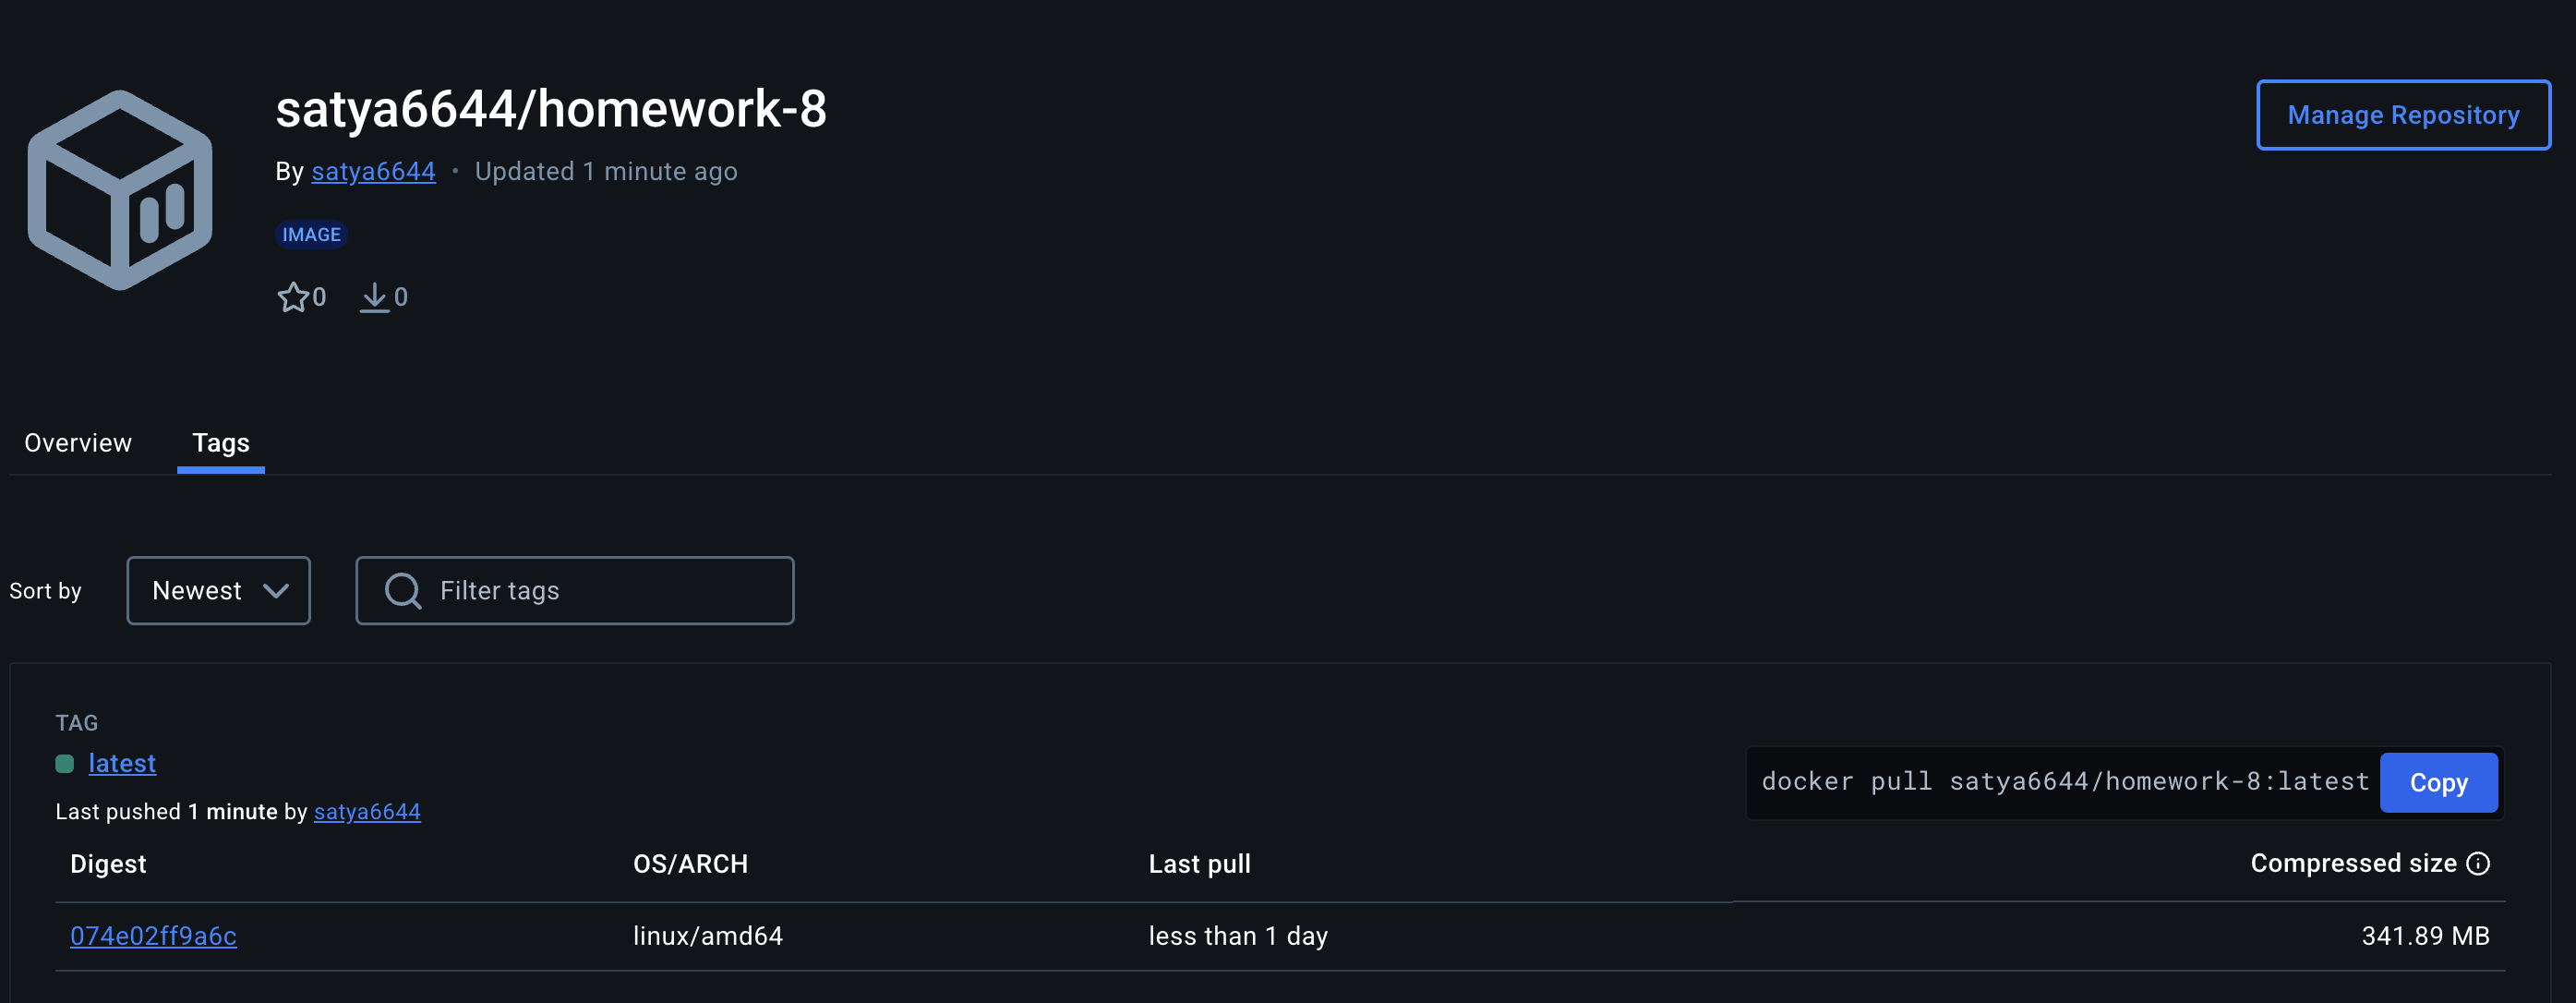 satya6644/homework-8
Manage Repository
By satya6644 • Updated 1 minute ago
IMAGE
0 0
Overview Tags
Sort by Newest Filter tags
TAG
latest
docker pull satya6644/homework-8:latest Copy
Last pushed 1 minute by satya6644
Digest OS/ARCH Last pull Compressed size
074e02ff9a6c linux/amd64 less than 1 day 341.89 MB